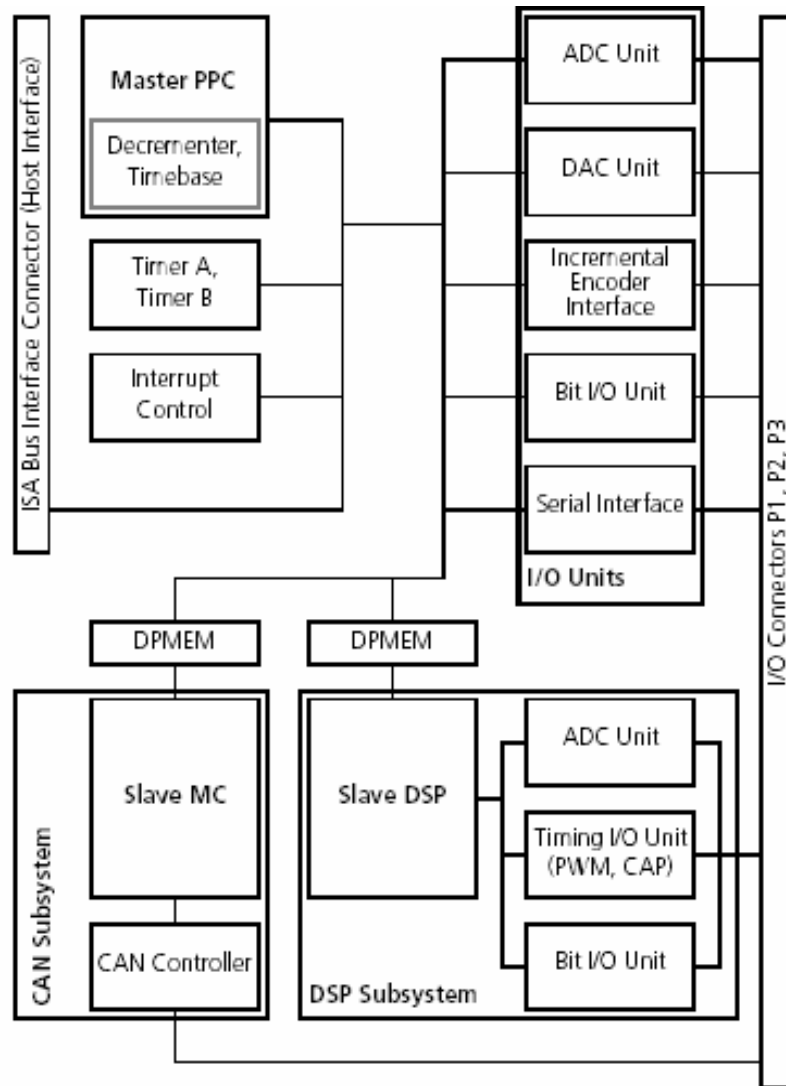 ISA Bus Interface Connector (Host Interface)
Master PPC
Decrementer,
Timebase
Timer A,
Timer B
Interrupt
Control
ADC Unit
DAC Unit
Incremental
Encoder
Interface
Bit I/O Unit
Serial Interface
I/O Units
I/O Connectors P1, P2, P3
DPMEM
DPMEM
CAN Subsystem
Slave MC
CAN Controller
Slave DSP
ADC Unit
Timing I/O Unit
(PWM, CAP)
Bit I/O Unit
DSP Subsystem